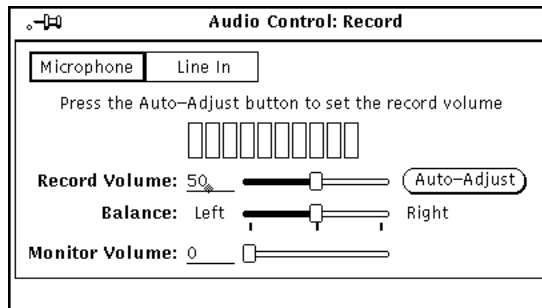 Audio Control: Record
Microphone Line In
Press the Auto-Adjust button to set the record volume
Record Volume: 50 Auto-Adjust
Balance: Left Right
Monitor Volume: 0